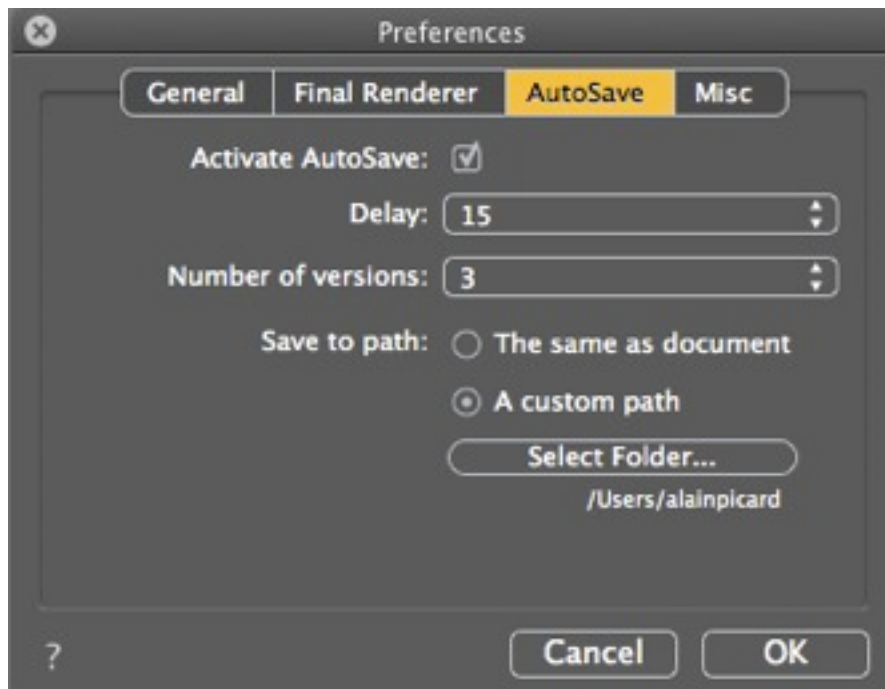 Preferences
General Final Renderer AutoSave Misc
Activate AutoSave:
Delay: 15
Number of versions: 3
Save to path: The same as document
A custom path
Select Folder...
/Users/alainpicard
? Cancel OK